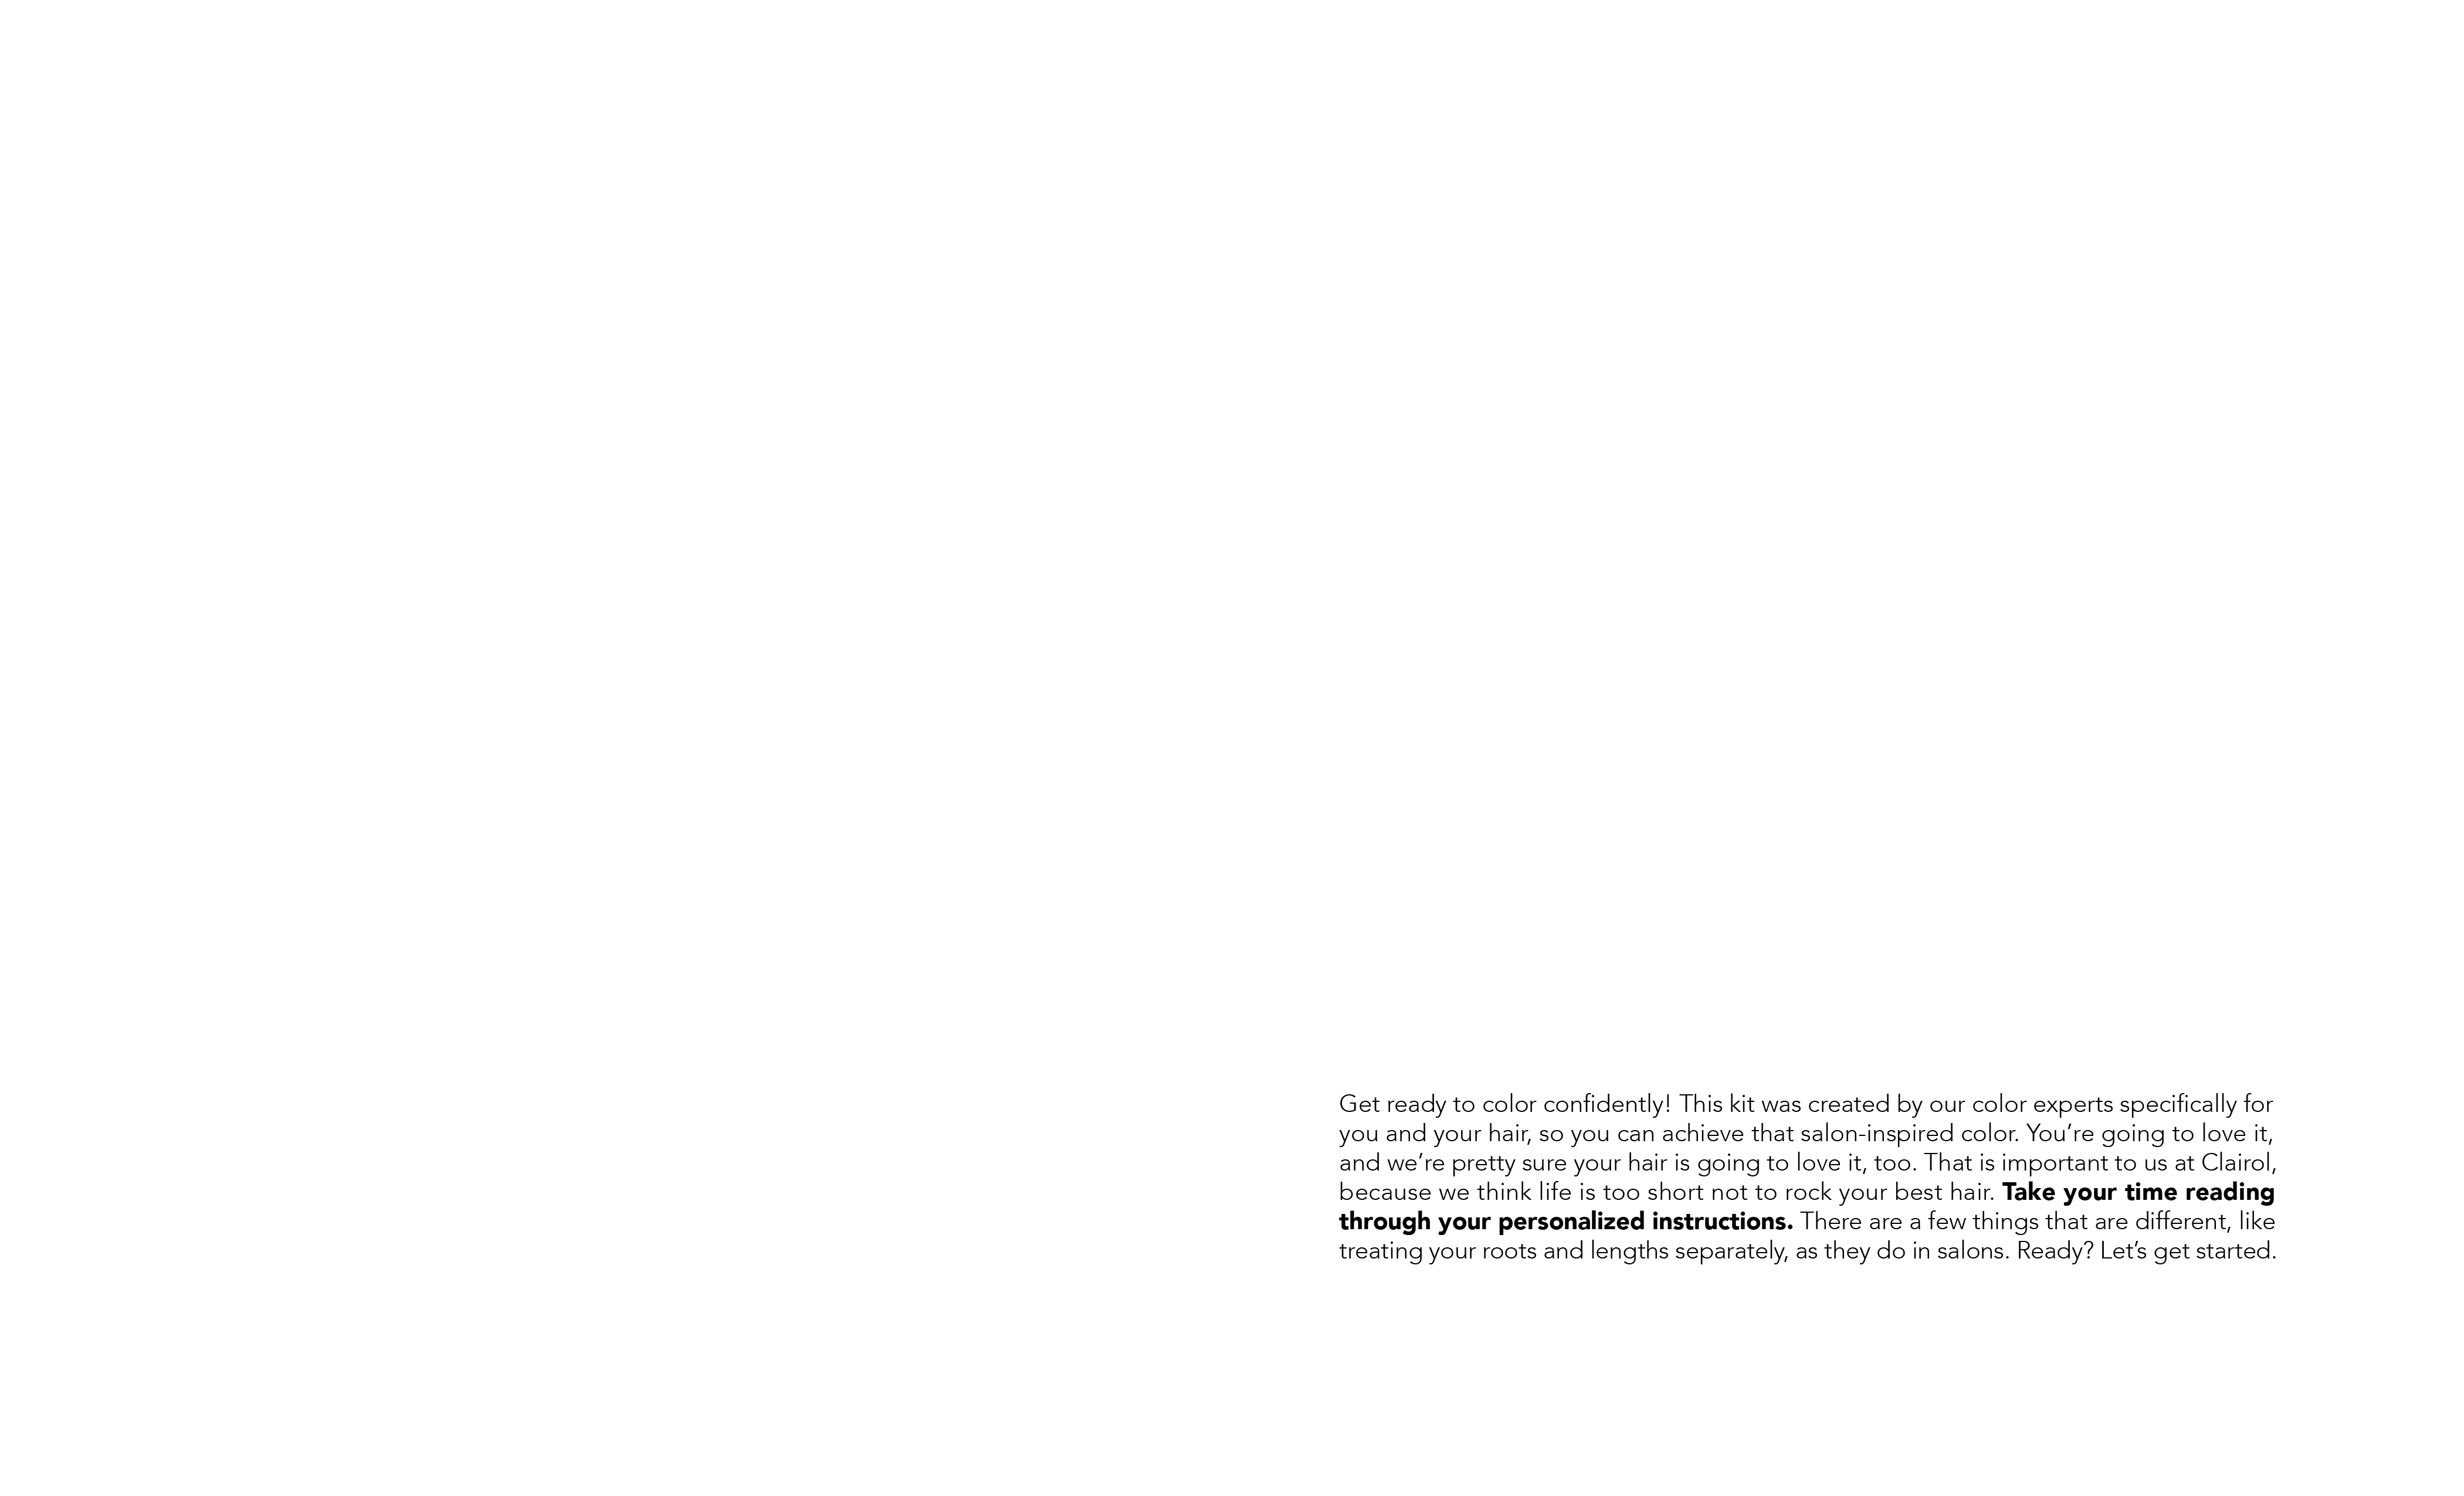 Get ready to color confidently! This kit was created by our color experts specifically for
you and your hair, so you can achieve that salon-inspired color. You’re going to love it,
and we’re pretty sure your hair is going to love it, too. That is important to us at Clairol,
because we think life is too short not to rock your best hair. Take your time reading
through your personalized instructions. There are a few things that are different, like
treating your roots and lengths separately, as they do in salons. Ready? Let’s get started.